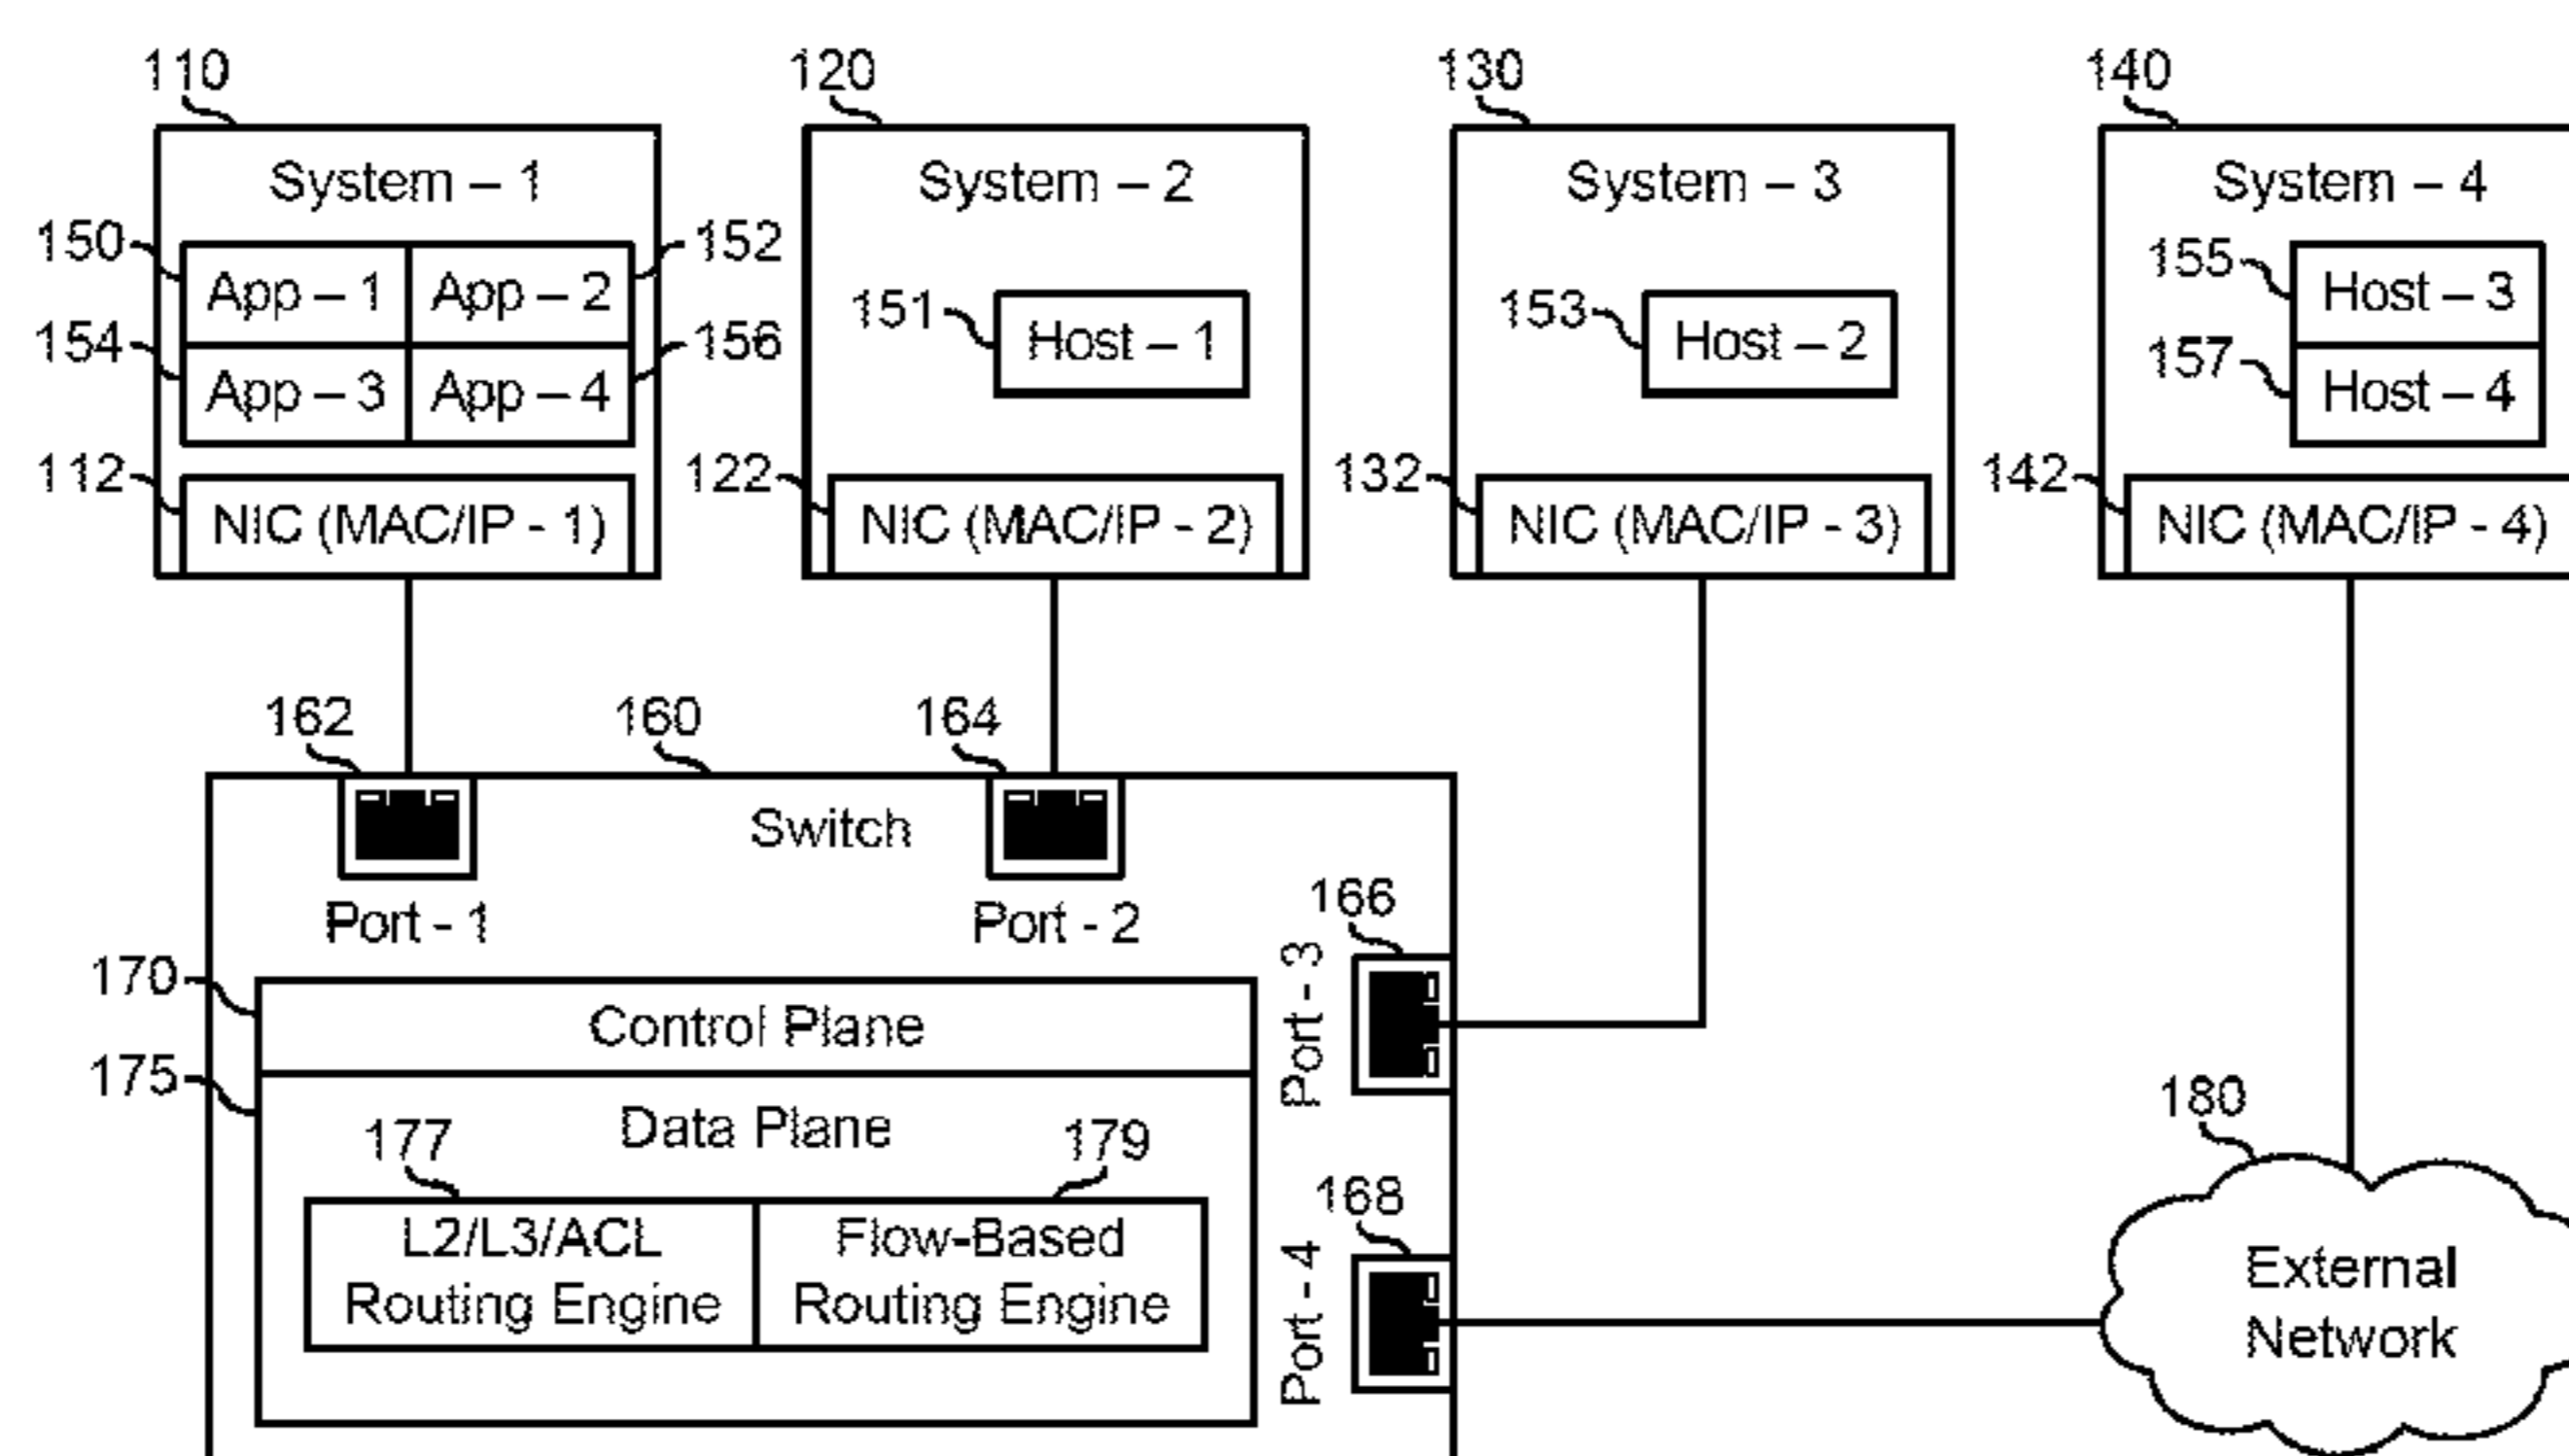 110
120
130
140
System – 1
System – 2
System – 3
System – 4
150
152
155
App – 1
App – 2
151
Host – 1
153
Host – 2
Host – 3
154
156
157
App – 3
App – 4
Host – 4
112
122
132
142
NIC (MAC/IP - 1)
NIC (MAC/IP - 2)
NIC (MAC/IP - 3)
NIC (MAC/IP - 4)
162
160
164
Switch
Port - 1
Port - 2
166
Port - 3
170
Control Plane
175
Data Plane
177
179
180
168
L2/L3/ACL
Routing Engine
Flow-Based
Routing Engine
Port - 4
External
Network